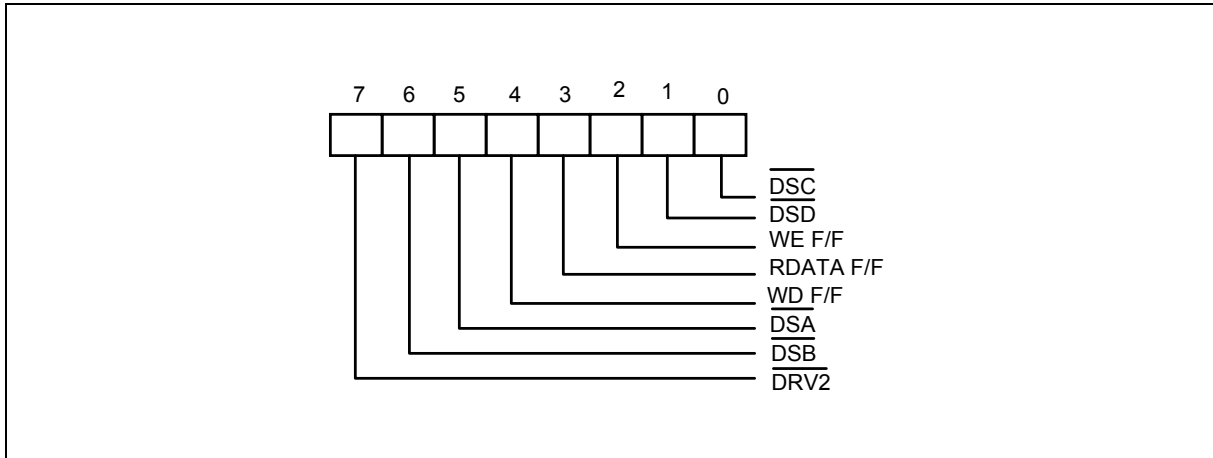 7 6 5 4 3 2 1 0
DSC
DSD
WE F/F
RDATA F/F
WD F/F
DSA
DSB
DRV2